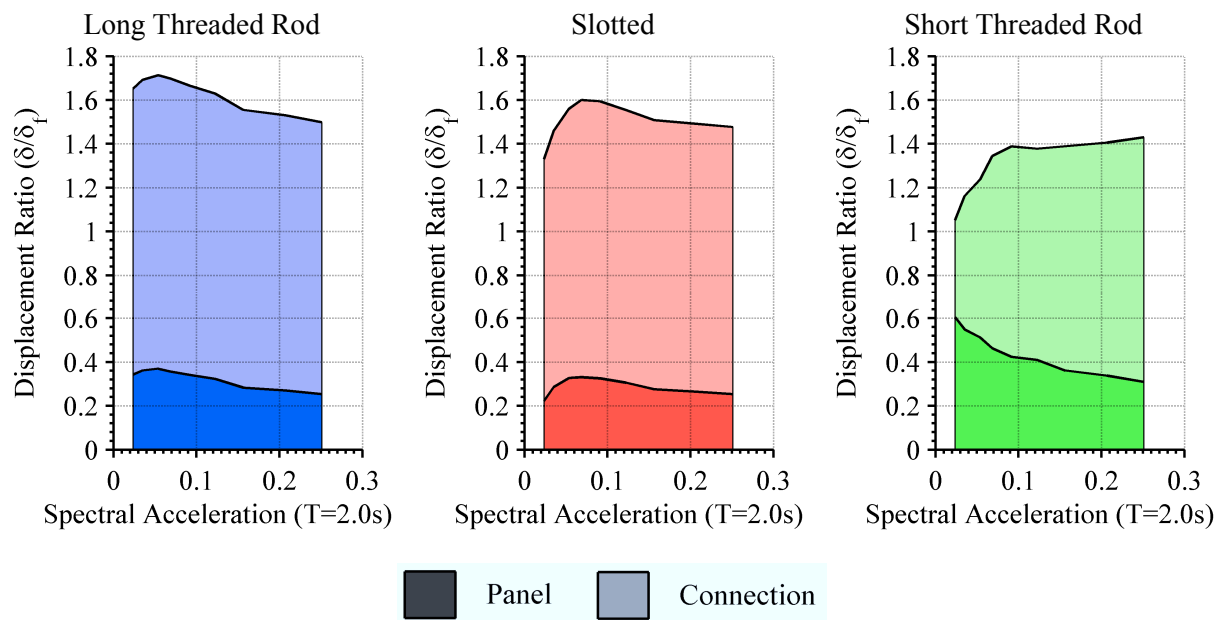 Long Threaded Rod
Slotted
Short Threaded Rod
Displacement Ratio (δ/δf)
1.8
1.6
1.4
1.2
1
0.8
0.6
0.4
0.2
0
0 0.1 0.2 0.3
Spectral Acceleration (T=2.0s)
Displacement Ratio (δ/δf)
1.8
1.6
1.4
1.2
1
0.8
0.6
0.4
0.2
0
0 0.1 0.2 0.3
Spectral Acceleration (T=2.0s)
Displacement Ratio (δ/δf)
1.8
1.6
1.4
1.2
1
0.8
0.6
0.4
0.2
0
0 0.1 0.2 0.3
Spectral Acceleration (T=2.0s)
Panel
Connection